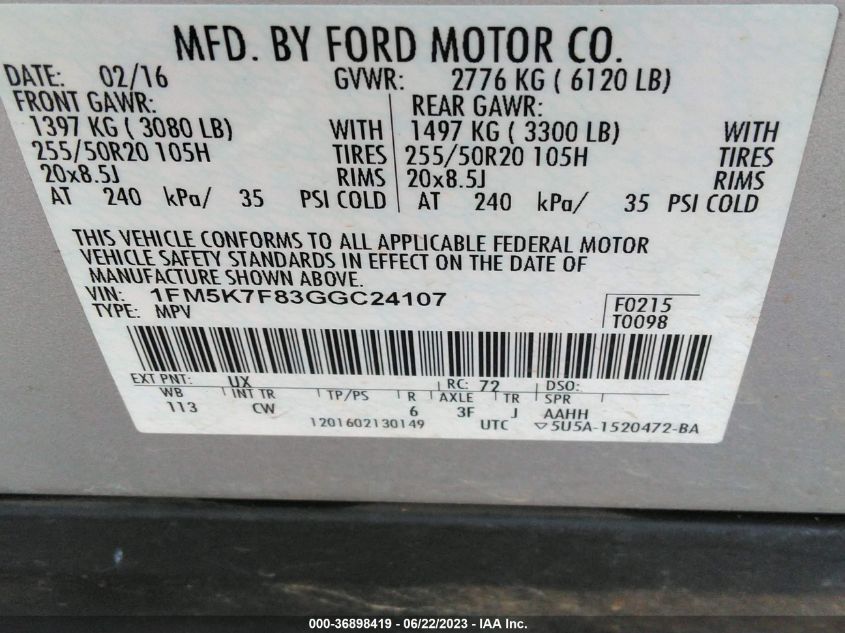 MFD. BY FORD MOTOR CO.
DATE: 02/16 GVWR: 2776 KG ( 6120 LB)
FRONT GAWR: REAR GAWR:
1397 KG ( 3080 LB) WITH 1497 KG ( 3300 LB) WITH
255/50R20 105H TIRES 255/50R20 105H TIRES
20x8.5J RIMS 20x8.5J RIMS
AT 240 kPa/ 35 PSI COLD AT 240 kPa/ 35 PSI COLD
THIS VEHICLE CONFORMS TO ALL APPLICABLE FEDERAL MOTOR
VEHICLE SAFETY STANDARDS IN EFFECT ON THE DATE OF
MANUFACTURE SHOWN ABOVE.
VIN: 1FM5K7F83GGC24107 F0215
TYPE: MPV T0098
EXT PNT: UX RC: 72 DSO:
WB INT TR TP/PS R AXLE TR SPR
113 CW 6 3F J AAHH
1201602130149 UTC ▽5U5A-1520472-BA
000-36898419 - 06/22/2023 - IAA Inc.